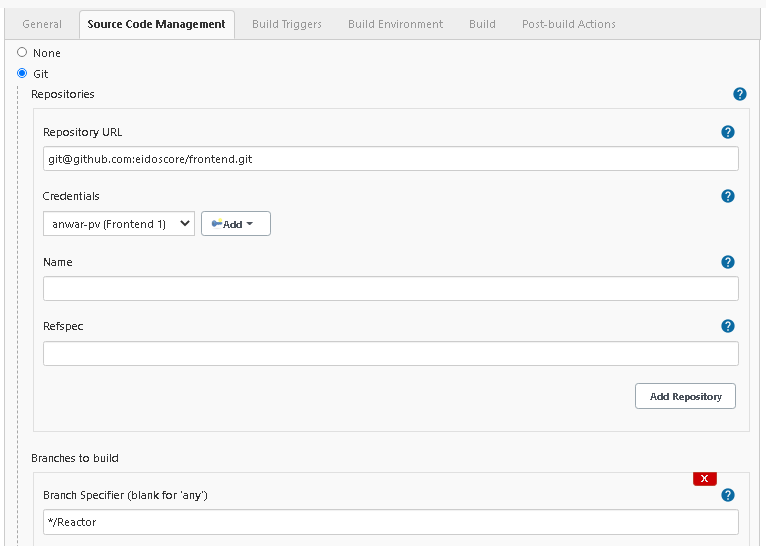 General Source Code Management Build Triggers Build Environment Build Post-build Actions
None
Git
Repositories
?
Repository URL
?
git@github.com:eidoscore/frontend.git
Credentials
?
anwar-pv (Frontend 1) Add
Name
?
Refspec
?
Add Repository
Branches to build
X
Branch Specifier (blank for 'any')
?
*/Reactor